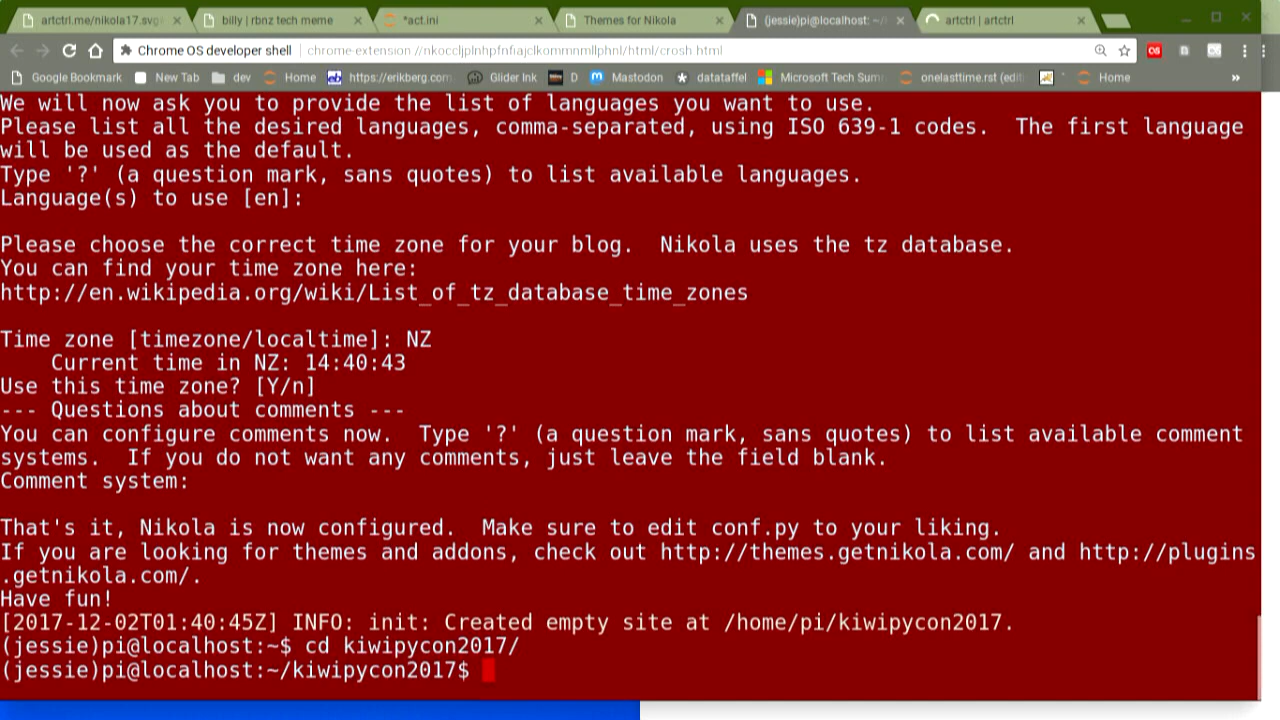 artctrl.me/nikola17.svg
billy | rbnz tech meme
*act.ini
Themes for Nikola
(jessie)pi@localhost: ~/
artctrl | artctrl
Chrome OS developer shell
Google Bookmark
New Tab
dev
Home
https://erikberg.com
Glider Ink
D
Mastodon
datataffel
Microsoft Tech Sum
onelasttime.rst (edit
Home
»
We will now ask you to provide the list of languages you want to use.
Please list all the desired languages, comma-separated, using ISO 639-1 codes.  The first language
will be used as the default.
Type '?' (a question mark, sans quotes) to list available languages.
Language(s) to use [en]:
Please choose the correct time zone for your blog.  Nikola uses the tz database.
You can find your time zone here:
http://en.wikipedia.org/wiki/List_of_tz_database_time_zones
Time zone [timezone/localtime]: NZ
Current time in NZ: 14:40:43
Use this time zone? [Y/n]
--- Questions about comments ---
You can configure comments now.  Type '?' (a question mark, sans quotes) to list available comment
systems.  If you do not want any comments, just leave the field blank.
Comment system:
That's it, Nikola is now configured.  Make sure to edit conf.py to your liking.
If you are looking for themes and addons, check out http://themes.getnikola.com/ and http://plugins
.getnikola.com/.
Have fun!
[2017-12-02T01:40:45Z] INFO: init: Created empty site at /home/pi/kiwipycon2017.
(jessie)pi@localhost:~$ cd kiwipycon2017/
(jessie)pi@localhost:~/kiwipycon2017$